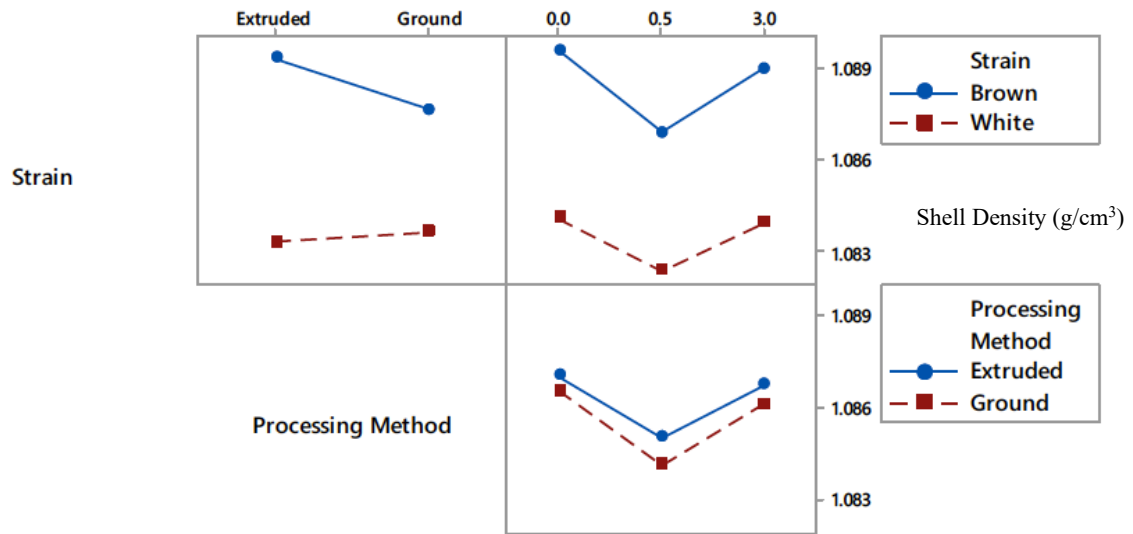 Extruded Ground 0.0 0.5 3.0
Strain
1.089
1.086
1.083
Strain
Brown
White
Shell Density (g/cm³)
Processing Method
1.089
1.086
1.083
Processing
Method
Extruded
Ground